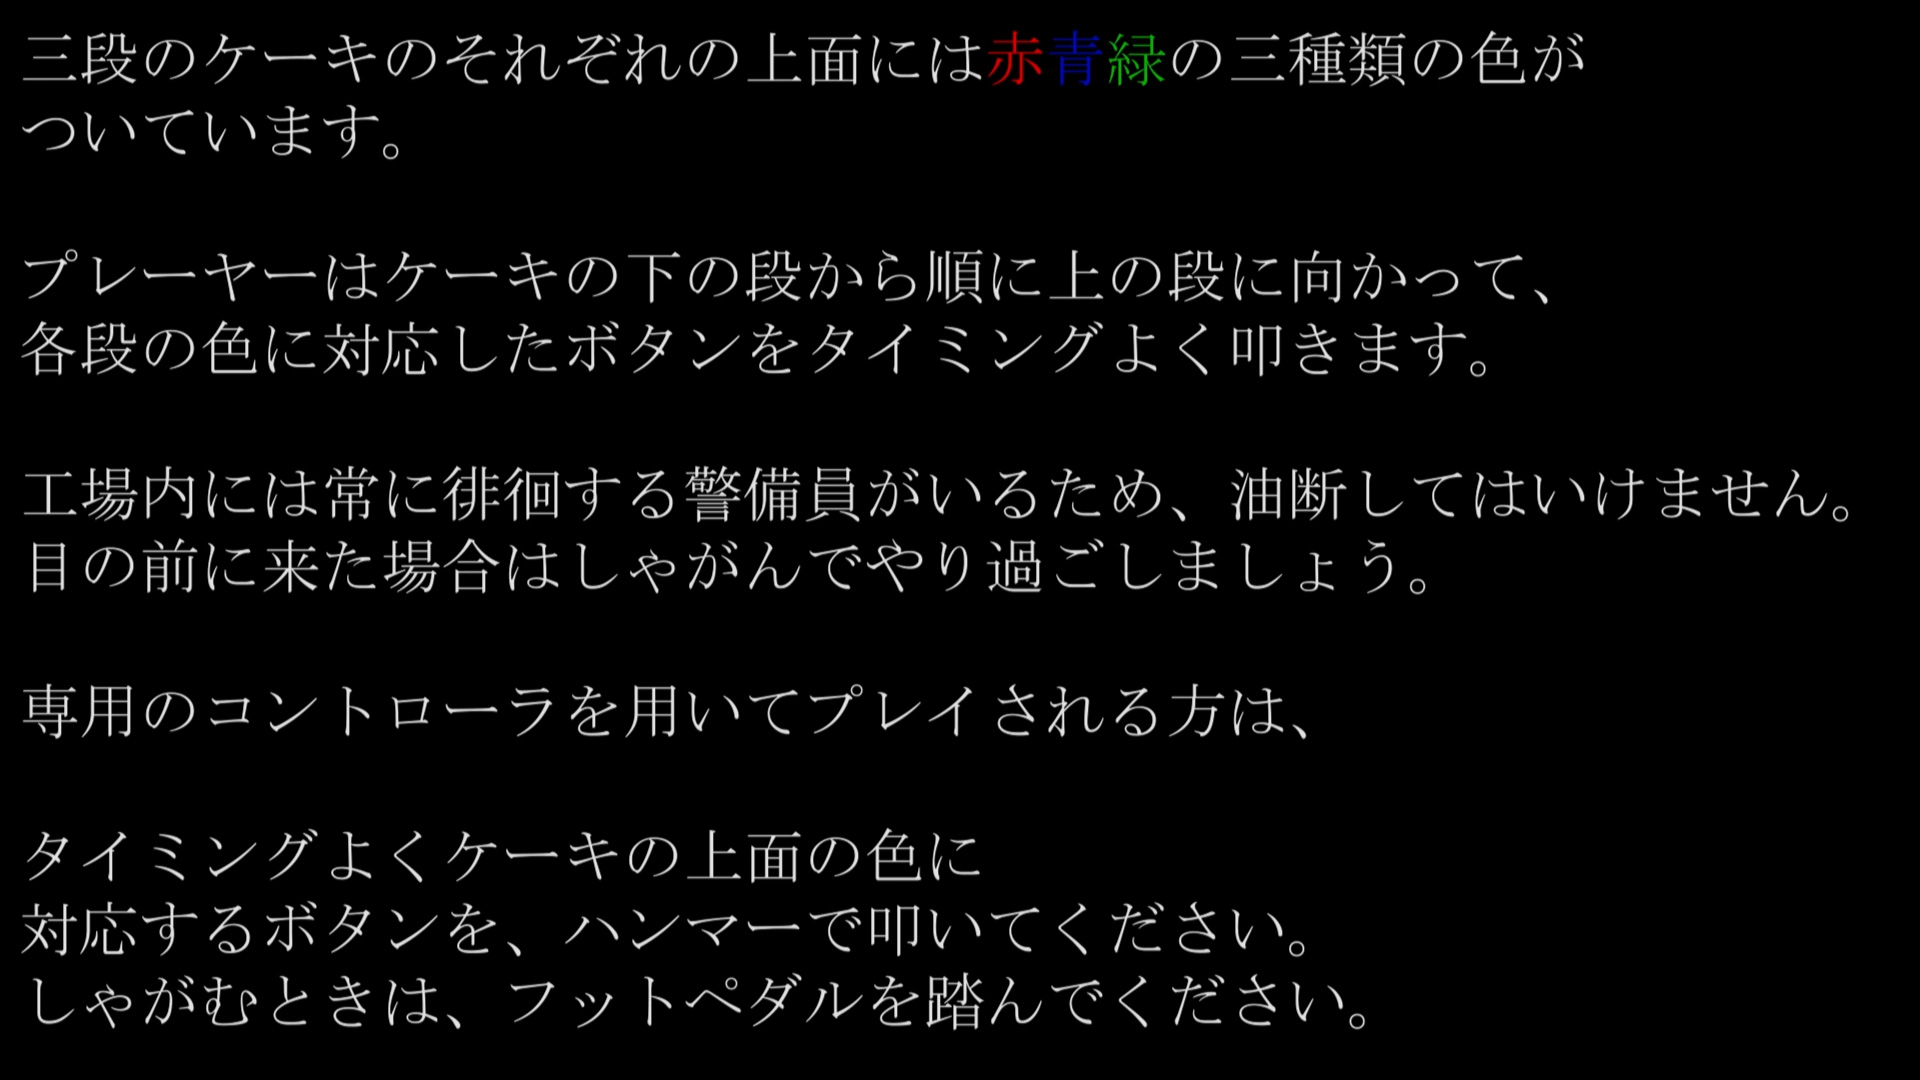 三段のケーキのそれぞれの上面には赤青緑の三種類の色が
ついています。
プレーヤーはケーキの下の段から順に上の段に向かって、
各段の色に対応したボタンをタイミングよく叩きます。
工場内には常に徘徊する警備員がいるため、油断してはいけません。
目の前に来た場合はしゃがんでやり過ごしましょう。
専用のコントローラを用いてプレイされる方は、
タイミングよくケーキの上面の色に
対応するボタンを、ハンマーで叩いてください。
しゃがむときは、フットペダルを踏んでください。